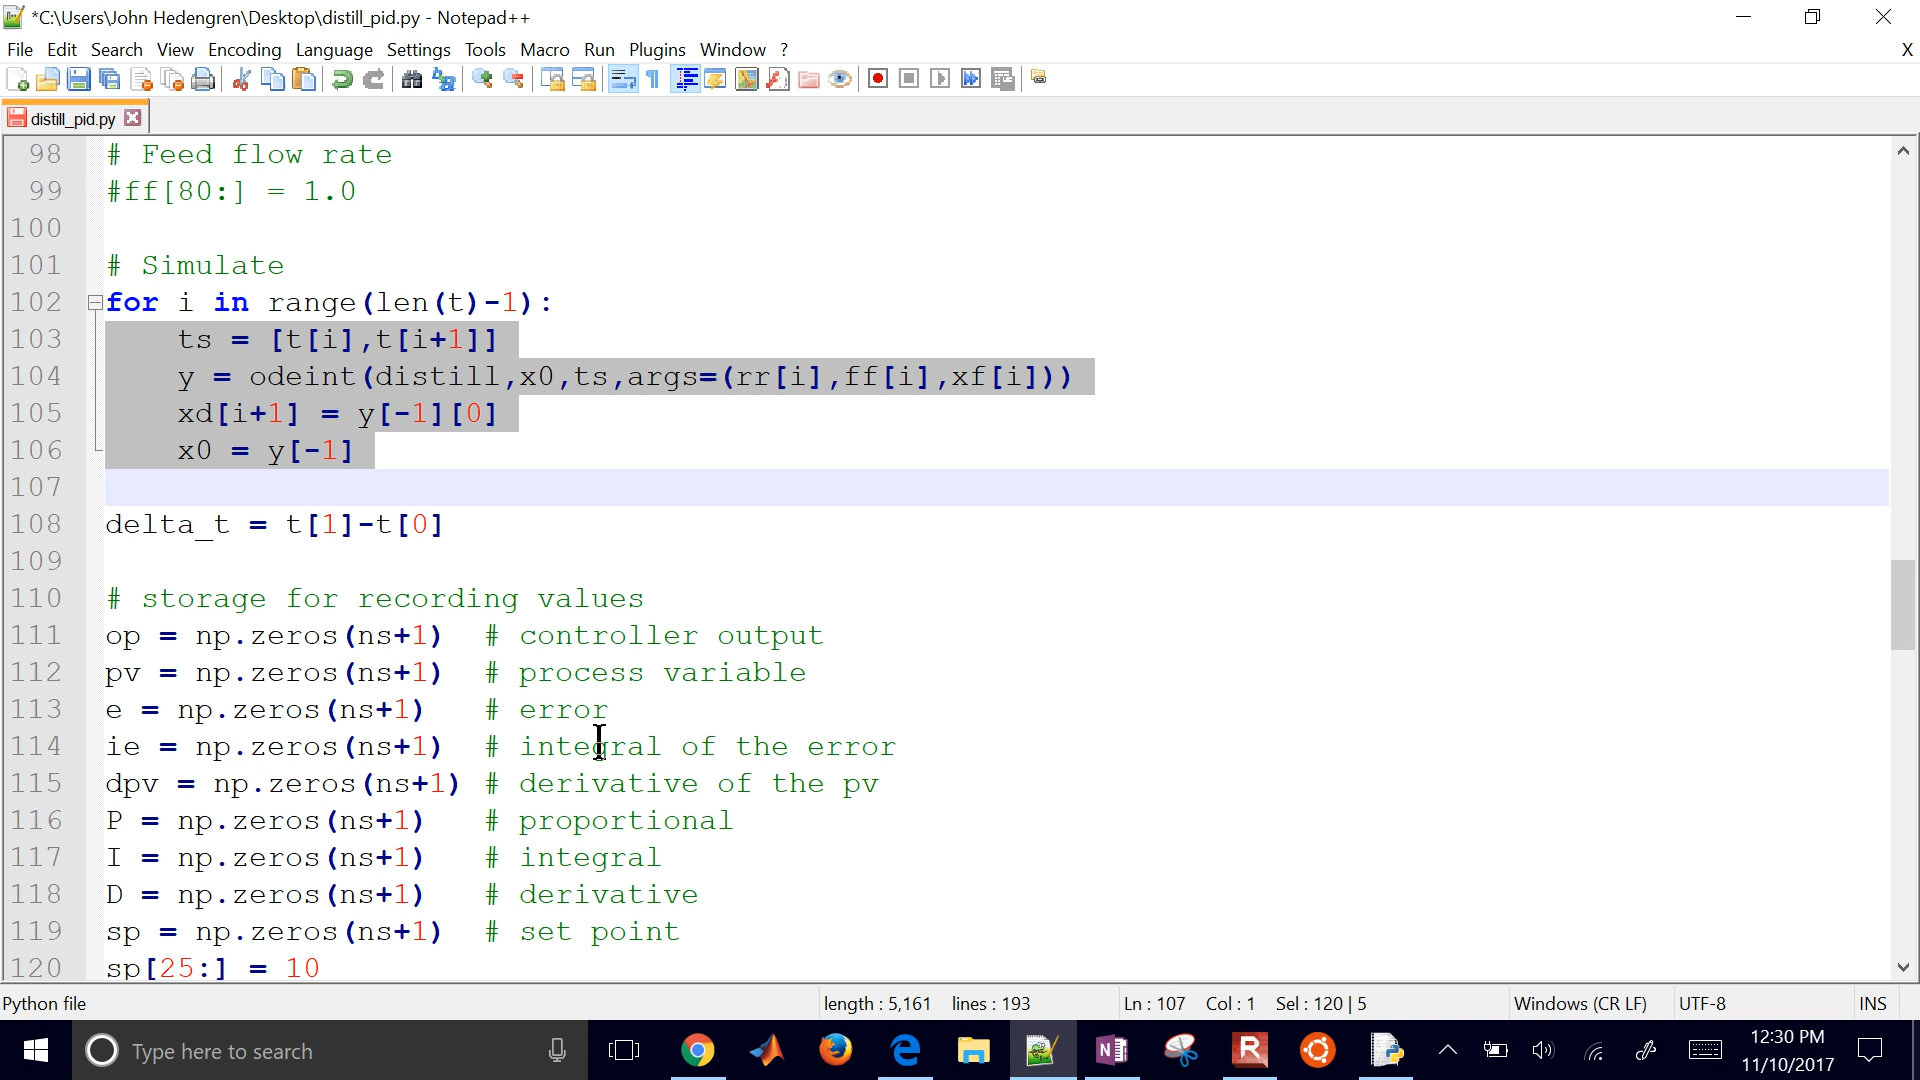 *C:\Users\John Hedengren\Desktop\distill_pid.py - Notepad++
File Edit Search View Encoding Language Settings Tools Macro Run Plugins Window ? X
distill_pid.py
98 # Feed flow rate
99 #ff[80:] = 1.0
100
101 # Simulate
102 for i in range(len(t)-1):
103 ts = [t[i],t[i+1]]
104 y = odeint(distill,x0,ts,args=(rr[i],ff[i],xf[i]))
105 xd[i+1] = y[-1][0]
106 x0 = y[-1]
107
108 delta_t = t[1]-t[0]
109
110 # storage for recording values
111 op = np.zeros(ns+1) # controller output
112 pv = np.zeros(ns+1) # process variable
113 e = np.zeros(ns+1) # error
114 ie = np.zeros(ns+1) # integral of the error
115 dpv = np.zeros(ns+1) # derivative of the pv
116 P = np.zeros(ns+1) # proportional
117 I = np.zeros(ns+1) # integral
118 D = np.zeros(ns+1) # derivative
119 sp = np.zeros(ns+1) # set point
120 sp[25:] = 10
Python file length : 5,161 lines : 193 Ln : 107 Col : 1 Sel : 120 | 5 Windows (CR LF) UTF-8 INS
Type here to search
12:30 PM
11/10/2017